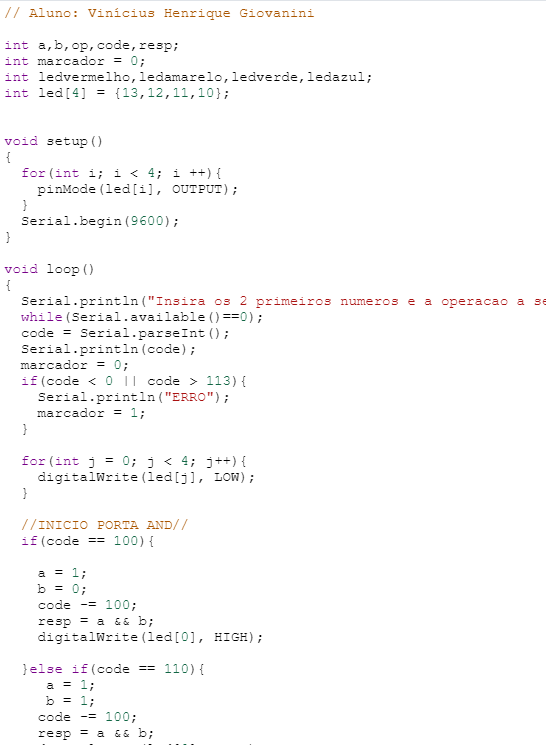 // Aluno: Vinícius Henrique Giovanini
int a,b,op,code,resp;
int marcador = 0;
int ledvermelho,ledamarelo,ledverde,ledazul;
int led[4] = {13,12,11,10};
void setup()
{
for(int i; i < 4; i ++){
pinMode(led[i], OUTPUT);
}
Serial.begin(9600);
}
void loop()
{
Serial.println("Insira os 2 primeiros numeros e a operacao a se
while(Serial.available()==0);
code = Serial.parseInt();
Serial.println(code);
marcador = 0;
if(code < 0 || code > 113){
Serial.println("ERRO");
marcador = 1;
}
for(int j = 0; j < 4; j++){
digitalWrite(led[j], LOW);
}
//INICIO PORTA AND//
if(code == 100){
a = 1;
b = 0;
code -= 100;
resp = a && b;
digitalWrite(led[0], HIGH);
}else if(code == 110){
a = 1;
b = 1;
code -= 100;
resp = a && b;